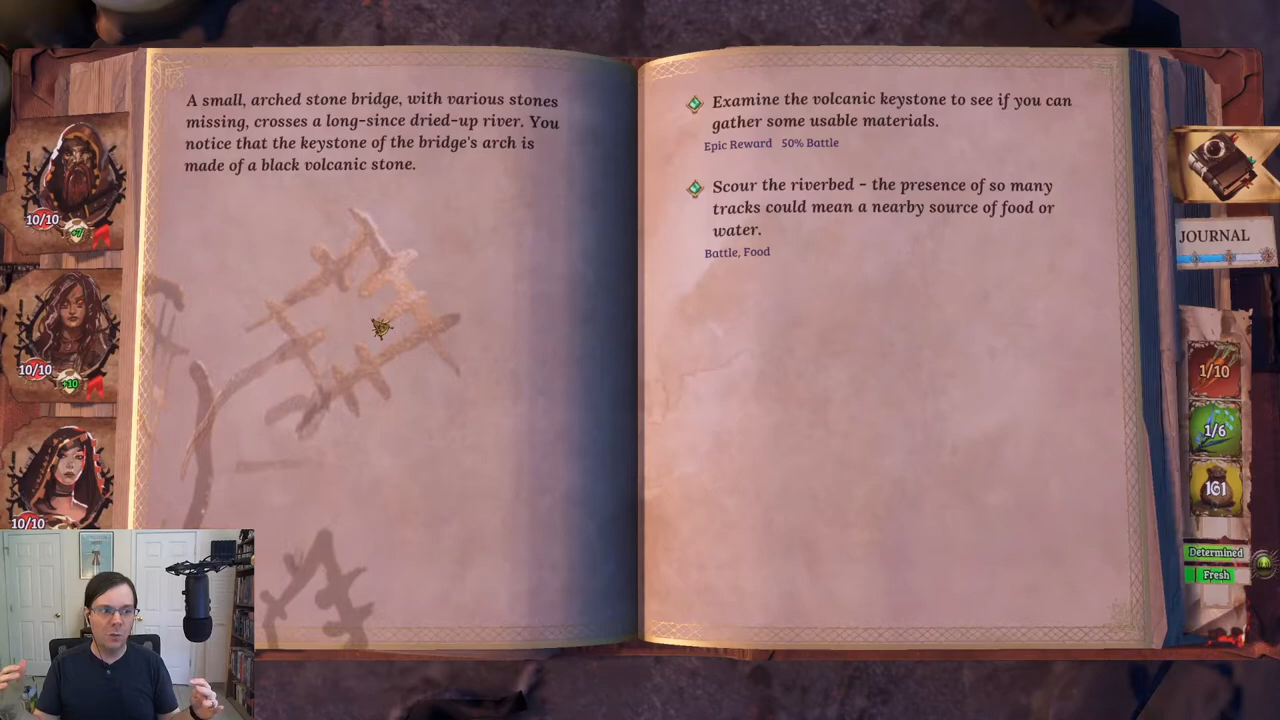 A small, arched stone bridge, with various stones
missing, crosses a long-since dried-up river. You
notice that the keystone of the bridge's arch is
made of a black volcanic stone.
Examine the volcanic keystone to see if you can
gather some usable materials.
Epic Reward 50% Battle
Scour the riverbed - the presence of so many
tracks could mean a nearby source of food or
water.
Battle, Food
10/10
+7
10/10
+10
10/10
JOURNAL
1/10
1/6
161
Determined
Fresh